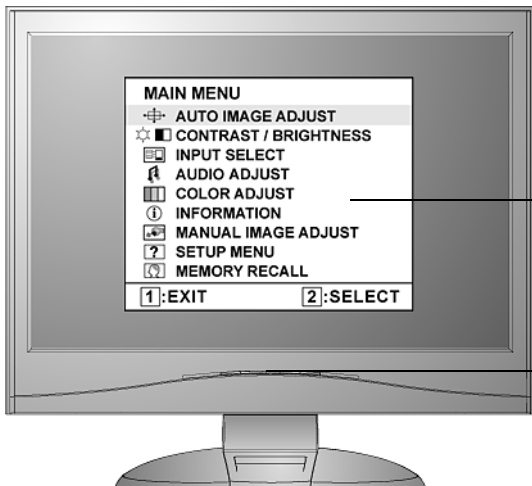 MAIN MENU
AUTO IMAGE ADJUST
CONTRAST / BRIGHTNESS
INPUT SELECT
AUDIO ADJUST
COLOR ADJUST
INFORMATION
MANUAL IMAGE ADJUST
SETUP MENU
MEMORY RECALL
1:EXIT 2:SELECT